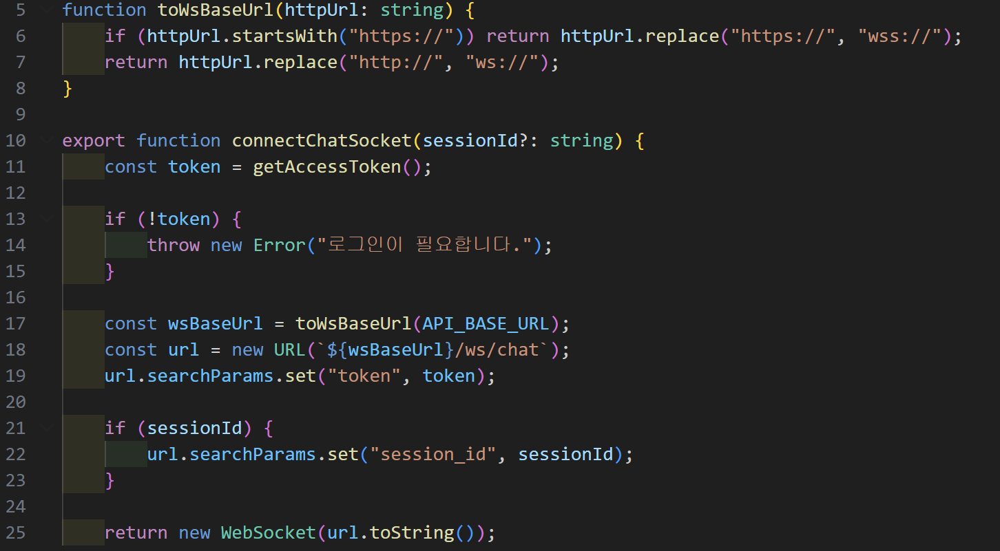 5 function toWsBaseUrl(httpUrl: string) {
6     if (httpUrl.startsWith("https://")) return httpUrl.replace("https://", "wss://");
7     return httpUrl.replace("http://", "ws://");
8 }
9
10 export function connectChatSocket(sessionId?: string) {
11     const token = getAccessToken();
12
13     if (!token) {
14         throw new Error("로그인이 필요합니다.");
15     }
16
17     const wsBaseUrl = toWsBaseUrl(API_BASE_URL);
18     const url = new URL(`${wsBaseUrl}/ws/chat`);
19     url.searchParams.set("token", token);
20
21     if (sessionId) {
22         url.searchParams.set("session_id", sessionId);
23     }
24
25     return new WebSocket(url.toString());